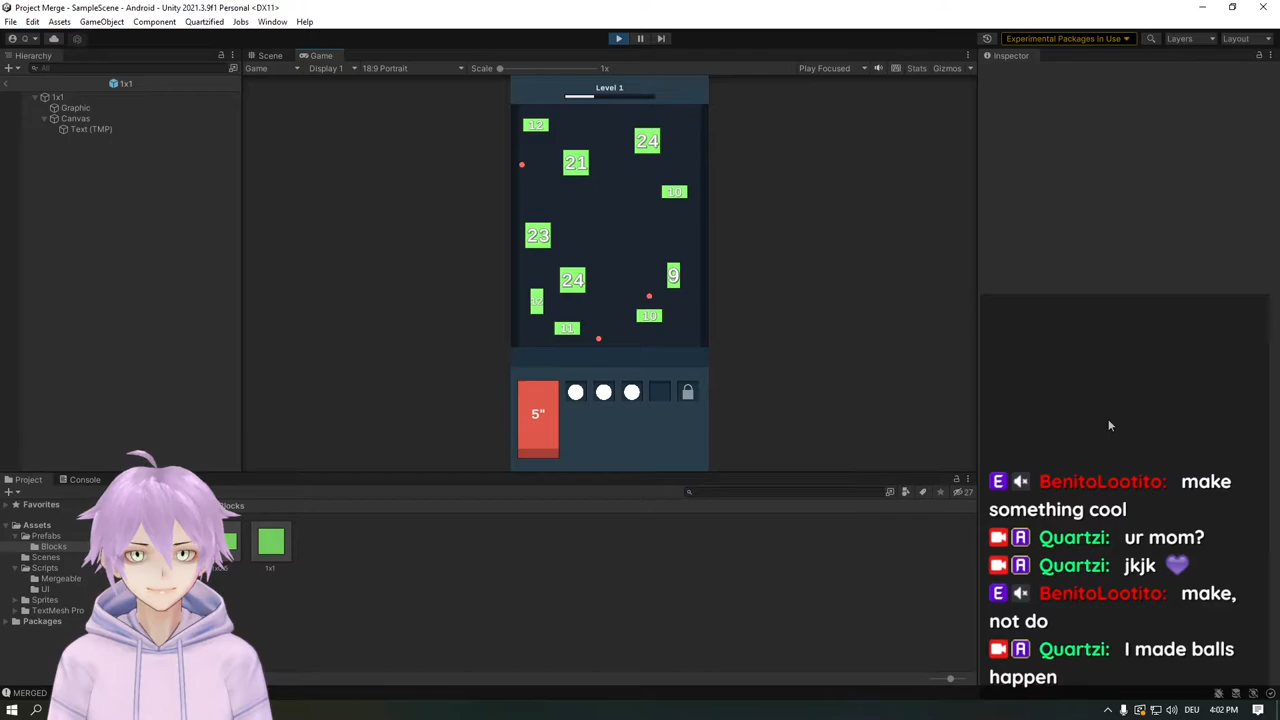 Project Merge - SampleScene - Android - Unity 2021.3.9f1 Personal <DX11>
File Edit Assets GameObject Component Quartzified Jobs Window Help
Q
Experimental Packages In Use
Layers
Layout
Hierarchy
All
1x1
1x1
Graphic
Canvas
Text (TMP)
Scene
Game
Game
Display 1
18:9 Portrait
Scale
1x
Play Focused
Stats
Gizmos
Inspector
Level 1
12
24
21
10
23
24
9
12
10
11
5"
Project
Console
27
Favorites
Assets
Prefabs
Blocks
Scenes
Scripts
Mergeable
UI
Sprites
TextMesh Pro
Packages
Blocks
1x1
BenitoLootito: make
something cool
Quartzi: ur mom?
Quartzi: jkjk
BenitoLootito: make,
not do
Quartzi: I made balls
happen
MERGED
DEU
4:02 PM